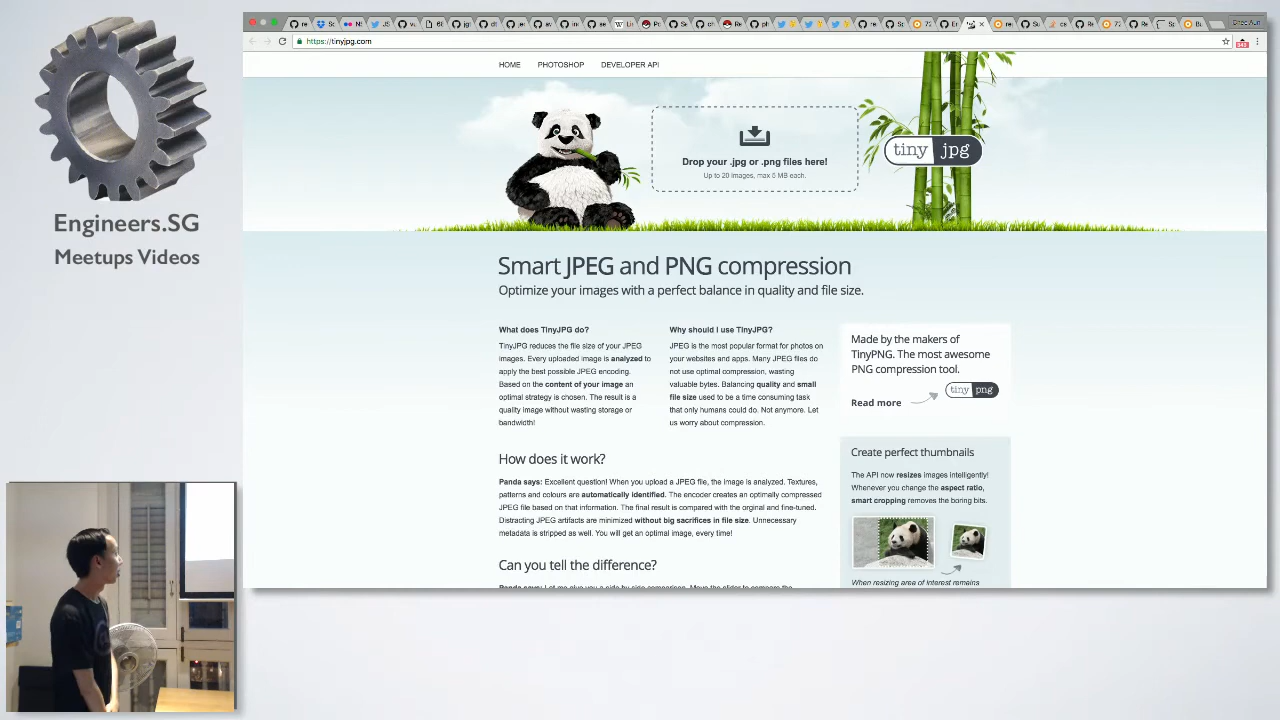 Engineers.SG
Meetups Videos
https://tinyjpg.com
HOME PHOTOSHOP DEVELOPER API
Drop your .jpg or .png files here!
Up to 20 images, max 5 MB each.
tiny jpg
Smart JPEG and PNG compression
Optimize your images with a perfect balance in quality and file size.
What does TinyJPG do?
TinyJPG reduces the file size of your JPEG
images. Every uploaded image is analyzed to
apply the best possible JPEG encoding.
Based on the content of your image an
optimal strategy is chosen. The result is a
quality image without wasting storage or
bandwidth!
Why should I use TinyJPG?
JPEG is the most popular format for photos on
your websites and apps. Many JPEG files do
not use optimal compression, wasting
valuable bytes. Balancing quality and small
file size used to be a time consuming task
that only humans could do. Not anymore. Let
us worry about compression.
Made by the makers of
TinyPNG. The most awesome
PNG compression tool.
tiny png
Read more
How does it work?
Panda says: Excellent question! When you upload a JPEG file, the image is analyzed. Textures,
patterns and colours are automatically identified. The encoder creates an optimally compressed
JPEG file based on that information. The final result is compared with the orginal and fine-tuned.
Distracting JPEG artifacts are minimized without big sacrifices in file size. Unnecessary
metadata is stripped as well. You will get an optimal image, every time!
Create perfect thumbnails
The API now resizes images intelligently!
Whenever you change the aspect ratio,
smart cropping removes the boring bits.
When resizing area of interest remains
Can you tell the difference?